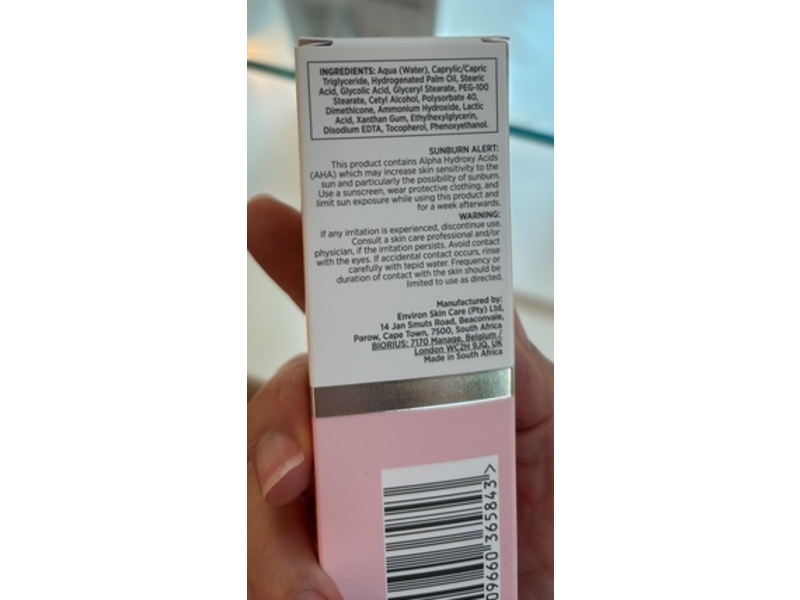 INGREDIENTS: Aqua (Water), Caprylic/Capric
Triglyceride, Hydrogenated Palm Oil, Stearic
Acid, Glycolic Acid, Glyceryl Stearate, PEG-100
Stearate, Cetyl Alcohol, Polysorbate 40,
Dimethicone, Ammonium Hydroxide, Lactic
Acid, Xanthan Gum, Ethylhexylglycerin,
Disodium EDTA, Tocopherol, Phenoxyethanol.
SUNBURN ALERT:
This product contains Alpha Hydroxy Acids
(AHA) which may increase skin sensitivity to the
sun and particularly the possibility of sunburn.
Use a sunscreen, wear protective clothing, and
limit sun exposure while using this product and
for a week afterwards.
WARNING:
If any irritation is experienced, discontinue use.
Consult a skin care professional and/or
physician, if the irritation persists. Avoid contact
with the eyes. If accidental contact occurs, rinse
carefully with tepid water. Frequency or
duration of contact with the skin should be
limited to use as directed.
Manufactured by:
Environ Skin Care (Pty) Ltd,
14 Jan Smuts Road, Beaconvale,
Parow, Cape Town, 7500, South Africa
BIORIUS: 7170 Manage, Belgium /
London WC2H 9JQ, UK
Made in South Africa
09660 365843 >